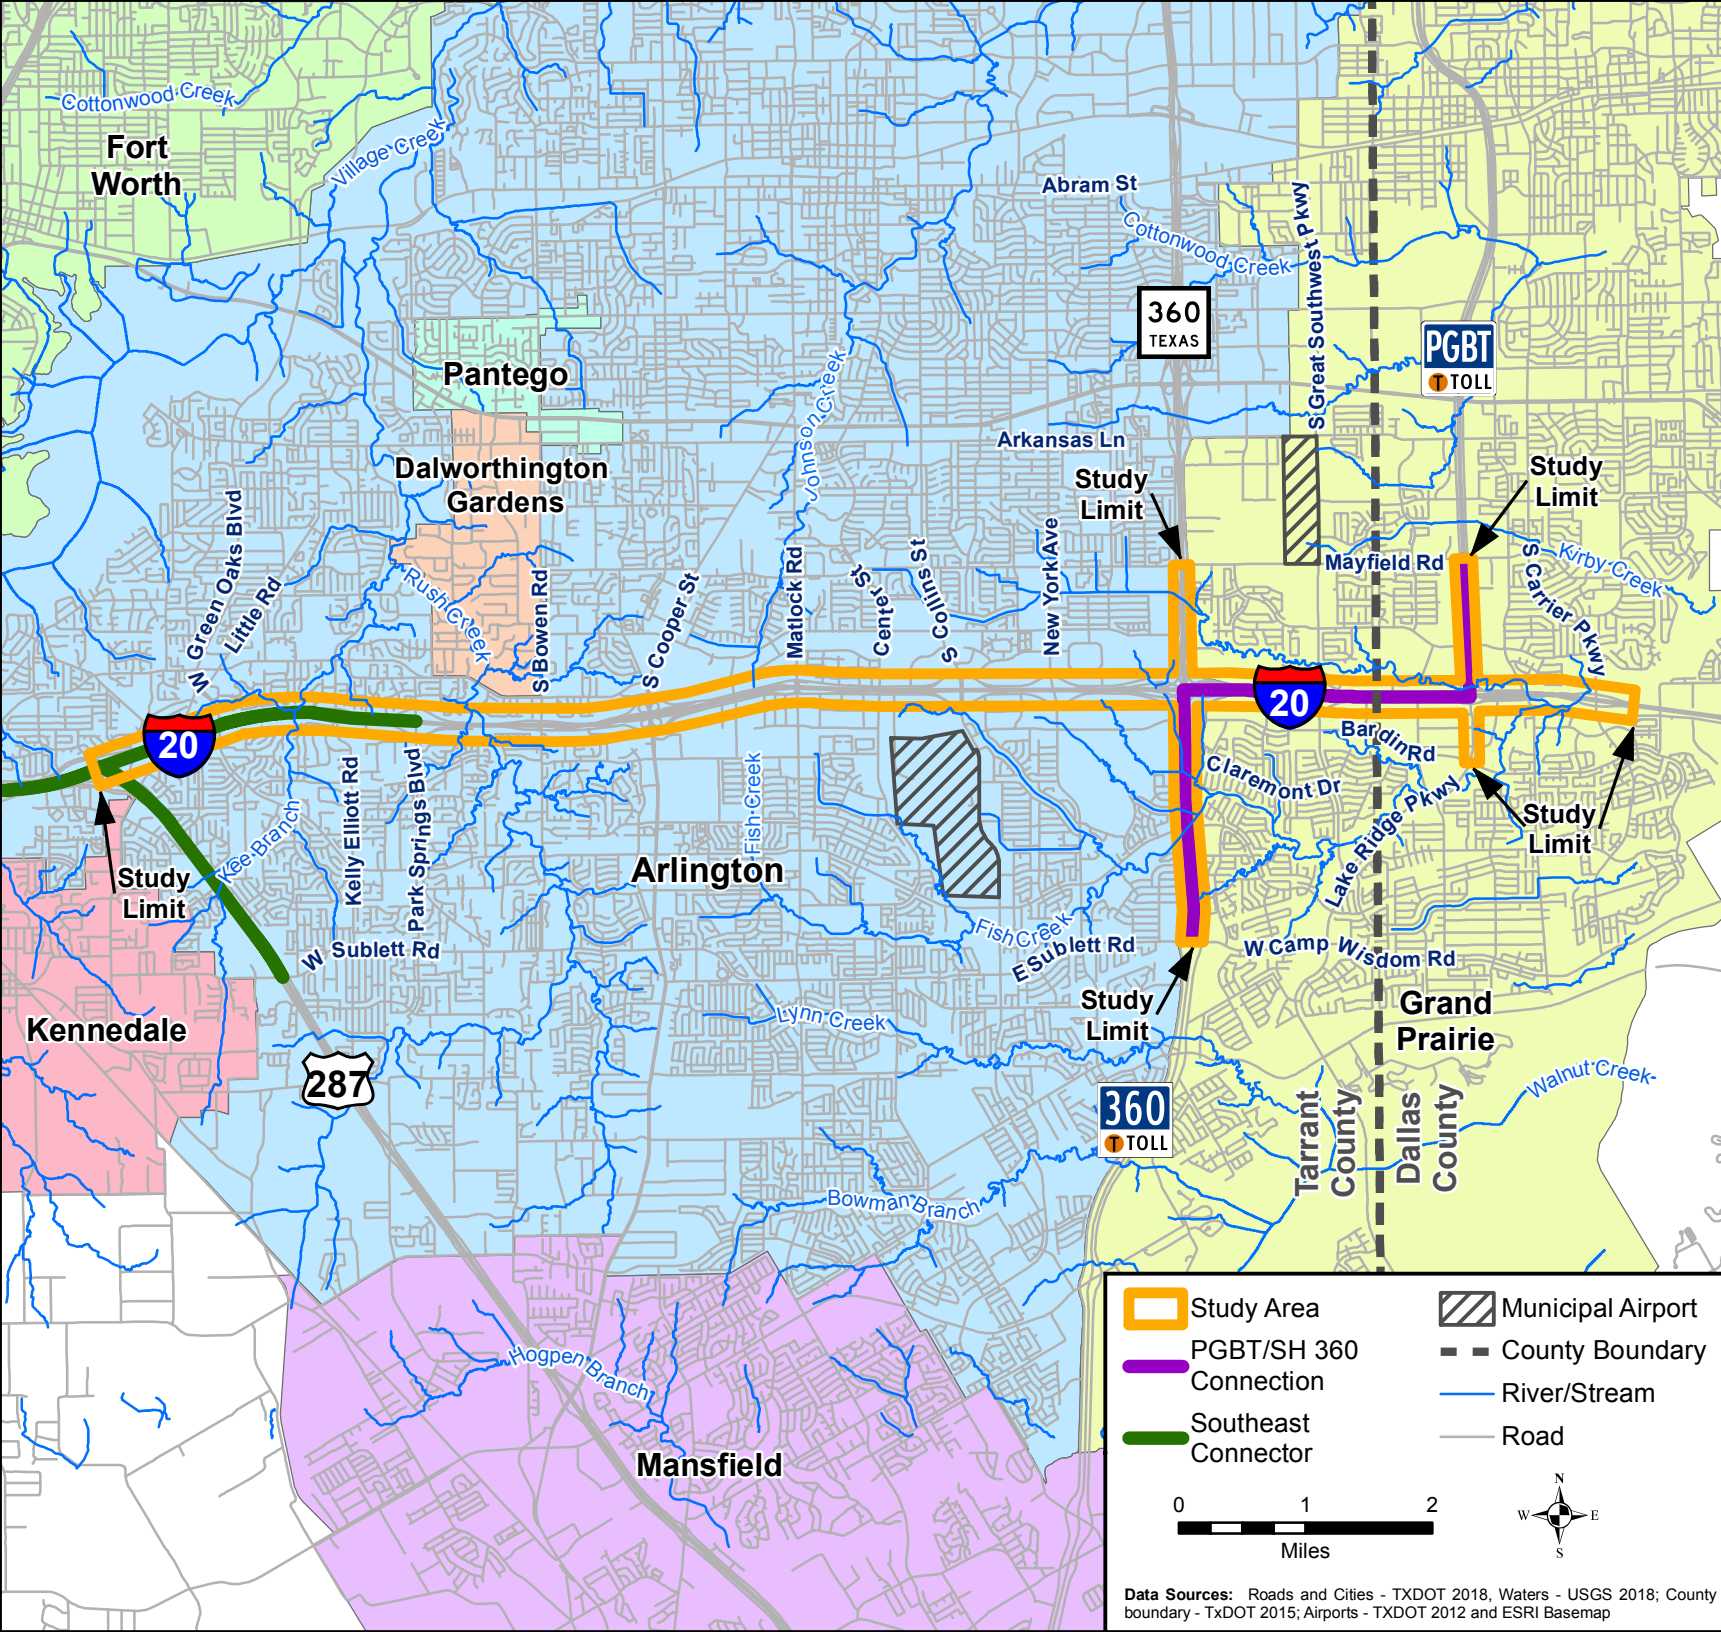 Cottonwood Creek
Fort
Worth
Village Creek
Abram St
Cottonwood Creek
S Great Southwest Pkwy
360
TEXAS
PGBT
T TOLL
Pantego
Johnson Creek
Arkansas Ln
Dalworthington
Gardens
Study
Limit
Study
Limit
W Green Oaks Blvd
Little Rd
Rush Creek
S Bowen Rd
S Cooper St
Matlock Rd
Center St
S Collins St
New York Ave
Mayfield Rd
S Carrier Pkwy
Kirby Creek
20
20
Bardin Rd
Claremont Dr
Lake Ridge Pkwy
Study
Limit
Kelly Elliott Rd
Park Springs Blvd
Fish Creek
Kee Branch
Arlington
Study
Limit
W Sublett Rd
Fish Creek
E Sublett Rd
W Camp Wisdom Rd
Study
Limit
Grand
Prairie
Kennedale
Lynn Creek
287
360
T TOLL
Walnut Creek
Tarrant
County
Dallas
County
Bowman Branch
Hogpen Branch
Mansfield
Study Area
PGBT/SH 360
Connection
Southeast
Connector
Municipal Airport
County Boundary
River/Stream
Road
0 1 2
Miles
N
W E
S
Data Sources: Roads and Cities - TXDOT 2018, Waters - USGS 2018; County
boundary - TxDOT 2015; Airports - TXDOT 2012 and ESRI Basemap